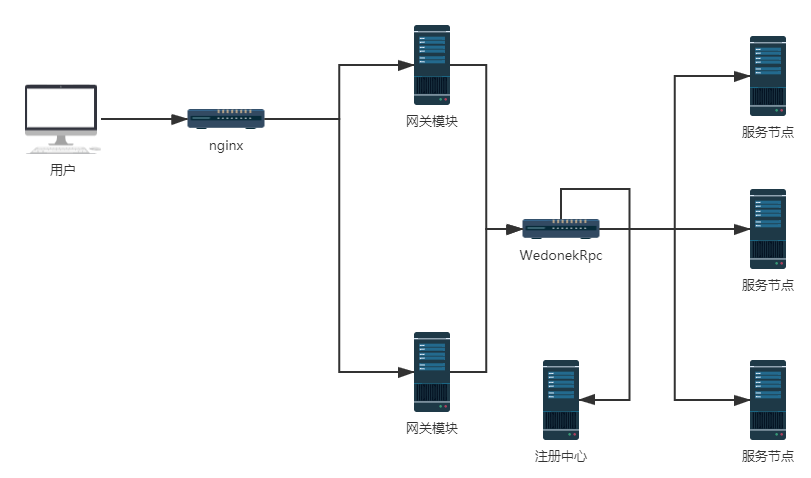 用户
nginx
网关模块
网关模块
WedonekRpc
注册中心
服务节点
服务节点
服务节点